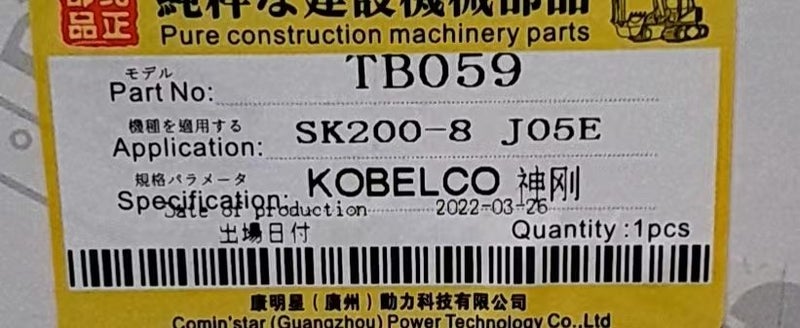 純正部品
純粋な建設機械部品
Pure construction machinery parts
モデル
Part No: TB059
機種を適用する
Application: SK200-8 J05E
規格パラメータ
Specification: KOBELCO 神刚
Date of production 2022-03-26
出場日付 Quantity :1pcs
康明星(廣州)動力科技有限公司
Comin'star (Guangzhou) Power Technology Co.,Ltd